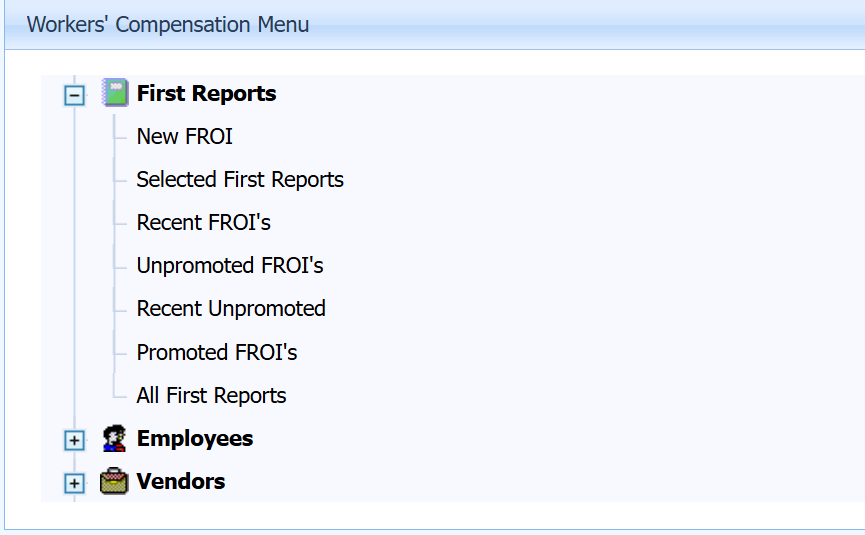 Workers' Compensation Menu
First Reports
New FROI
Selected First Reports
Recent FROI's
Unpromoted FROI's
Recent Unpromoted
Promoted FROI's
All First Reports
Employees
Vendors